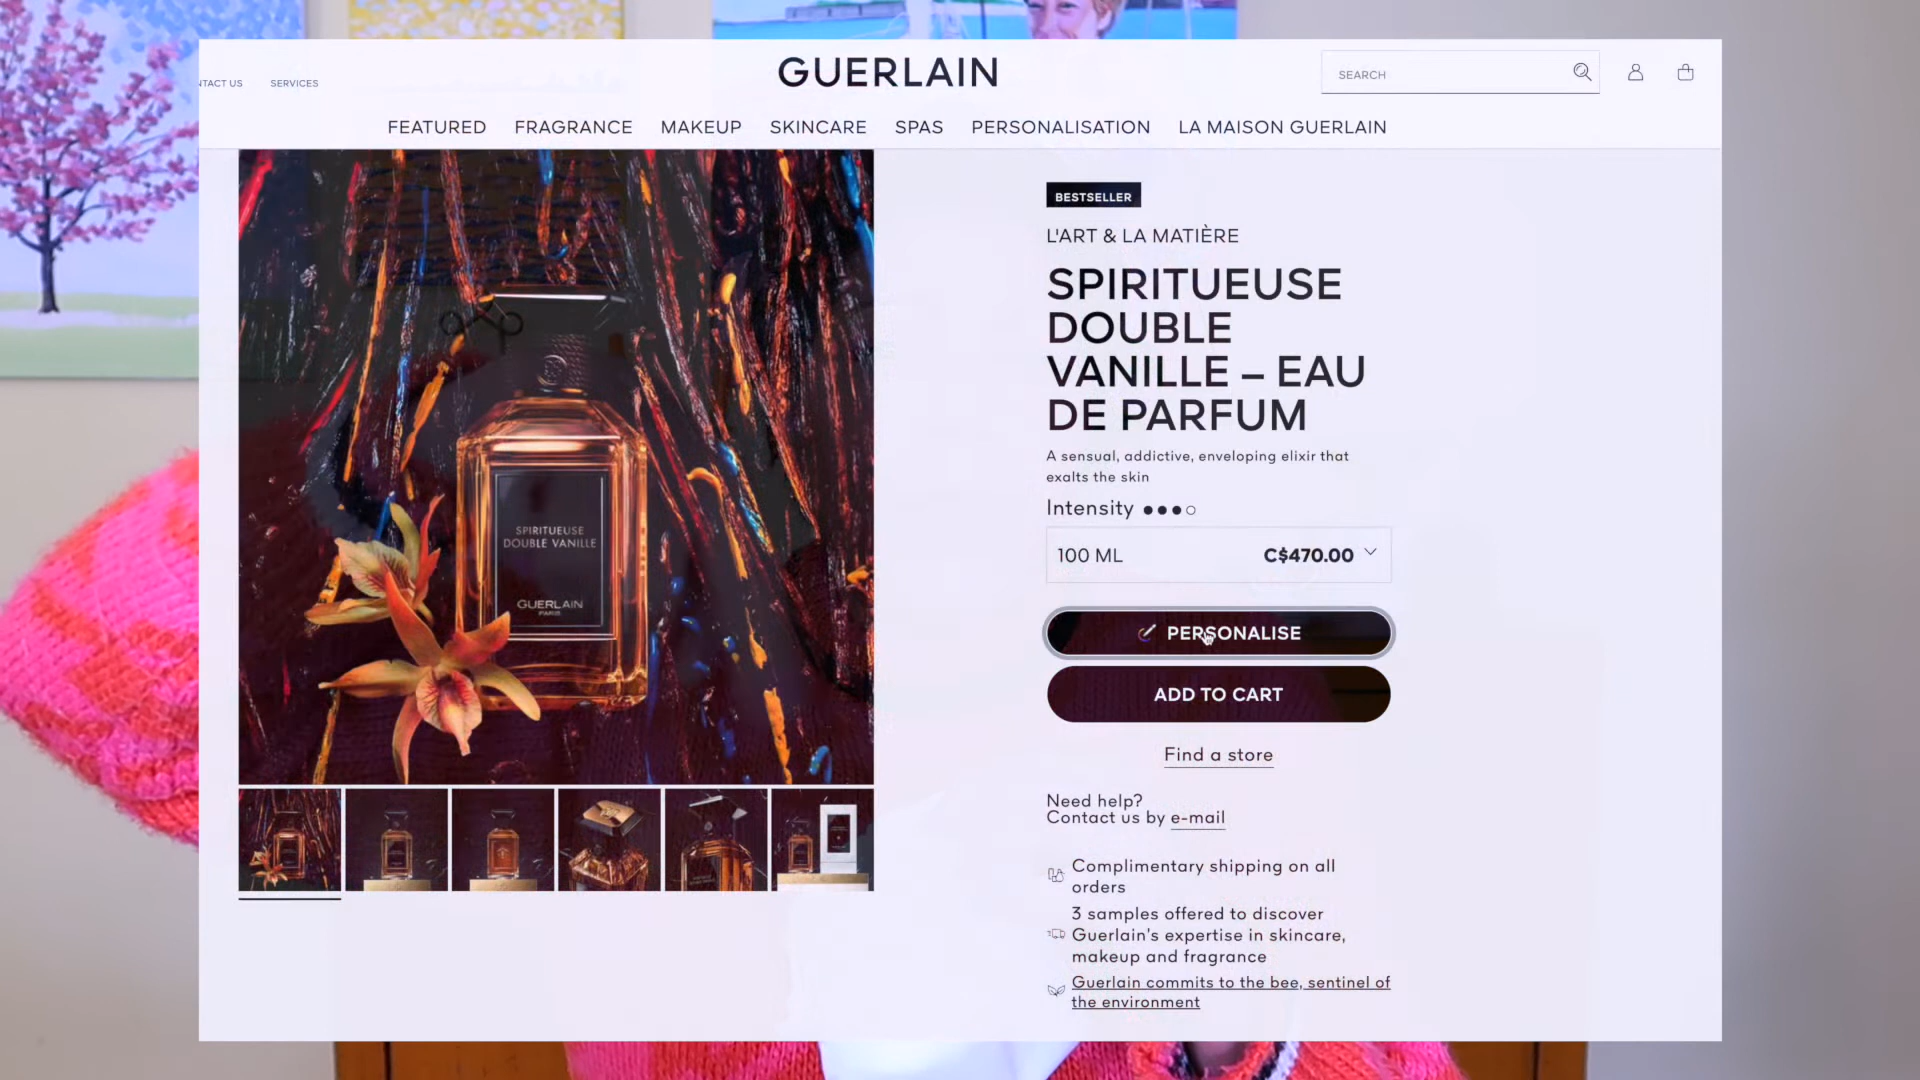 GUERLAIN
SEARCH
NTACT US
SERVICES
FEATURED
FRAGRANCE
MAKEUP
SKINCARE
SPAS
PERSONALISATION
LA MAISON GUERLAIN
SPIRITUEUSE
DOUBLE VANILLE
GUERLAIN
PARIS
BESTSELLER
L'ART & LA MATIÈRE
SPIRITUEUSE
DOUBLE
VANILLE – EAU
DE PARFUM
A sensual, addictive, enveloping elixir that
exalts the skin
Intensity
100 ML
C$470.00
PERSONALISE
ADD TO CART
Find a store
Need help?
Contact us by e-mail
Complimentary shipping on all
orders
3 samples offered to discover
Guerlain's expertise in skincare,
makeup and fragrance
Guerlain commits to the bee, sentinel of
the environment